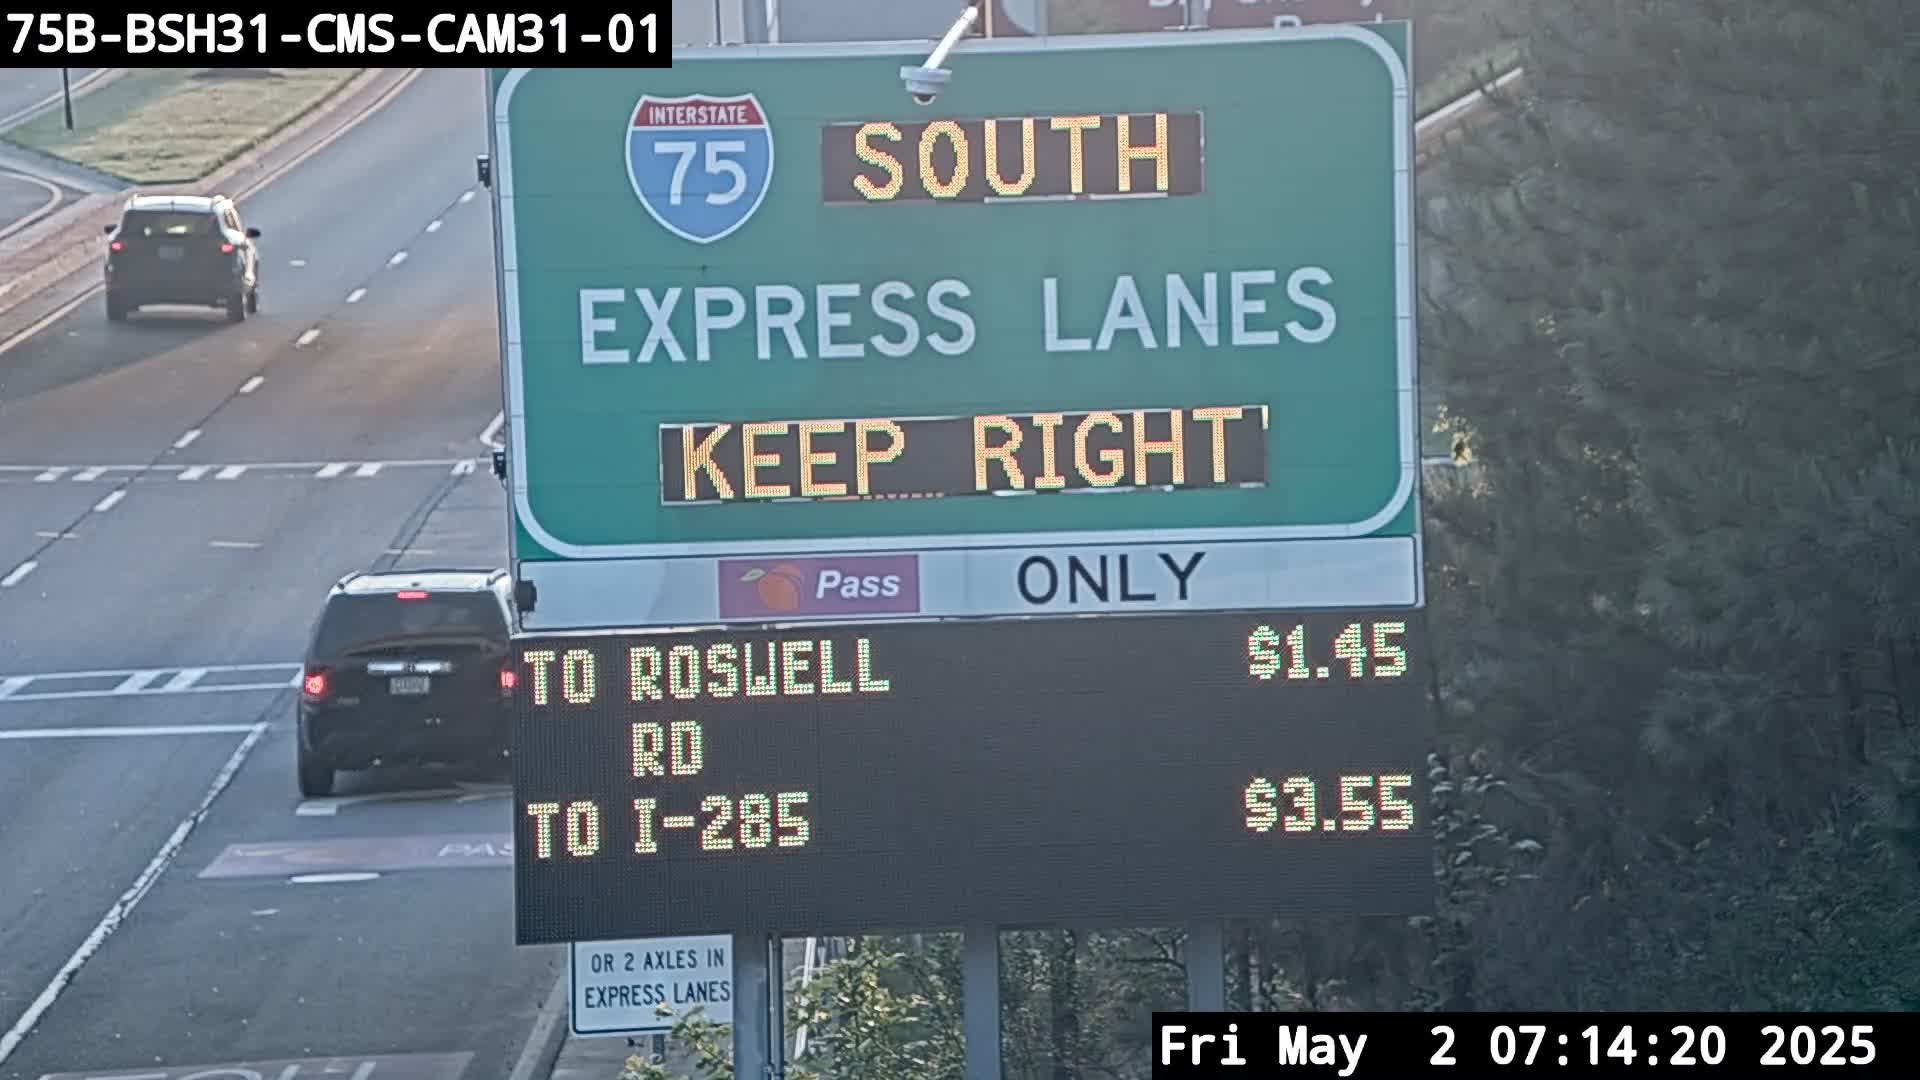 75B-BSH31-CMS-CAM31-01
INTERSTATE
75
SOUTH
EXPRESS LANES
KEEP RIGHT
Pass ONLY
TO ROSWELL $1.45
RD
TO I-285 $3.55
OR 2 AXLES IN
EXPRESS LANES
Fri May 2 07:14:20 2025